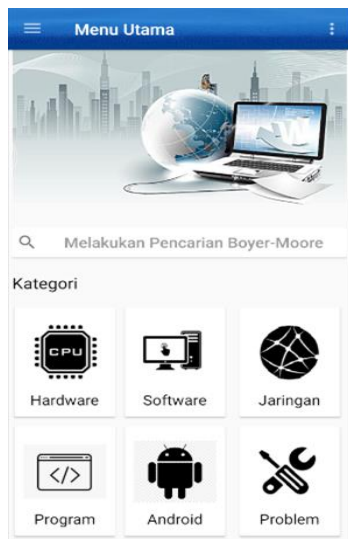 Menu Utama
W
Melakukan Pencarian Boyer-Moore
Kategori
CPU
Hardware
Software
Jaringan
</>
Program
Android
Problem